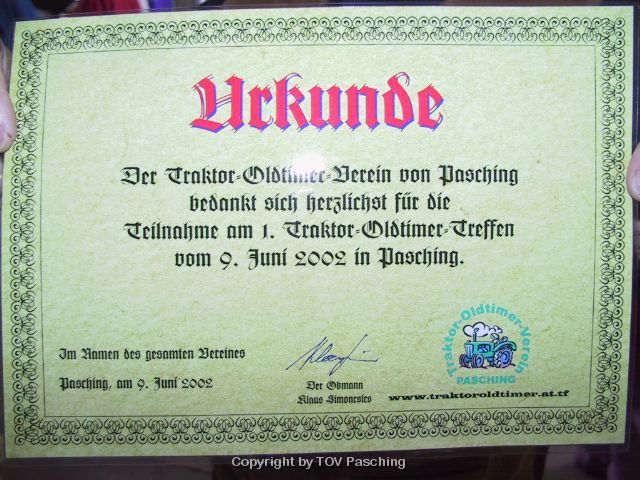 Urkunde
Der Traktor-Oldtimer-Verein von Pasching
bedankt sich herzlichst für die
Teilnahme am 1. Traktor-Oldtimer-Treffen
vom 9. Juni 2002 in Pasching.
Im Namen des gesamten Vereines
Pasching, am 9. Juni 2002
Der Obmann
Klaus Simonesics
Traktor-Oldtimer-Verein
PASCHING
www.traktoroldtimer.at.tf
Copyright by TOV Pasching